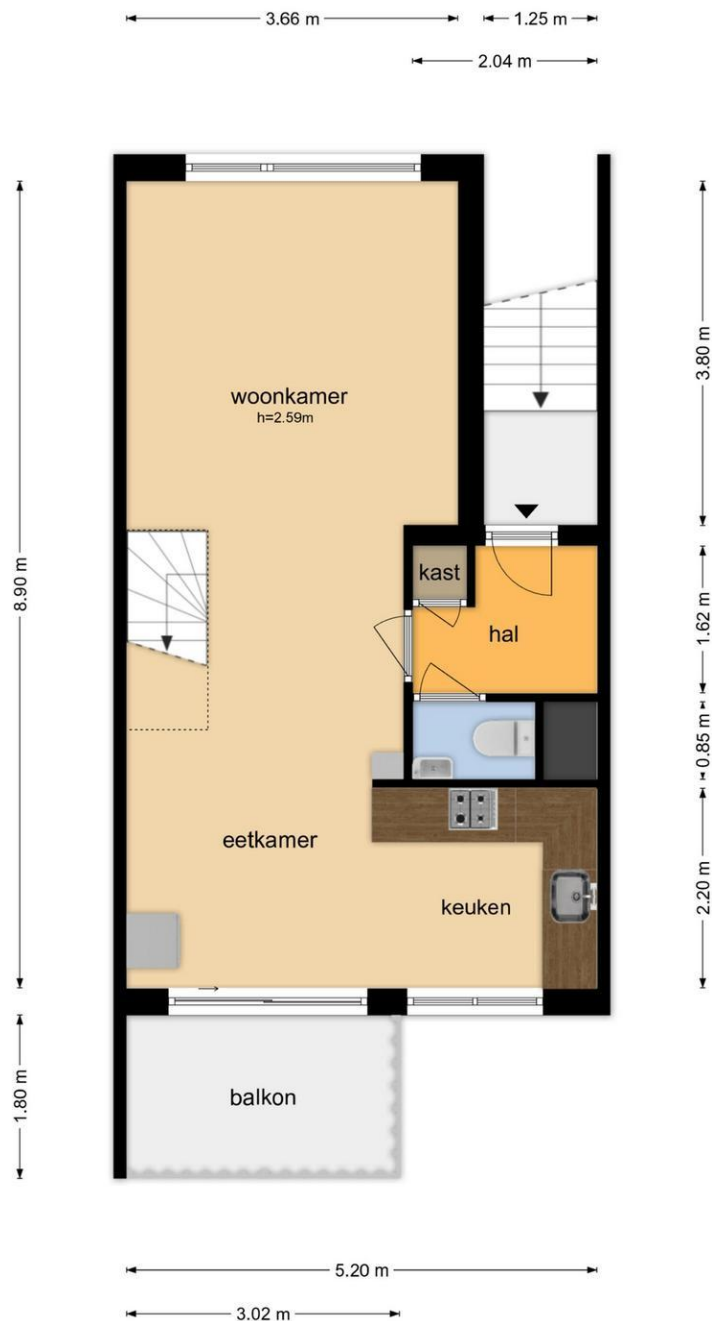 3.66 m
1.25 m
2.04 m
8.90 m
3.80 m
woonkamer
h=2.59m
kast
hal
1.62 m
0.85 m
eetkamer
keuken
2.20 m
1.80 m
balkon
5.20 m
3.02 m